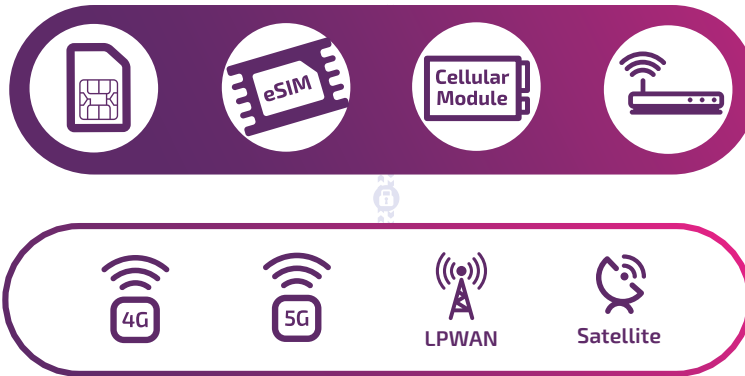 eSIM
Cellular
Module
4G
5G
LPWAN
Satellite